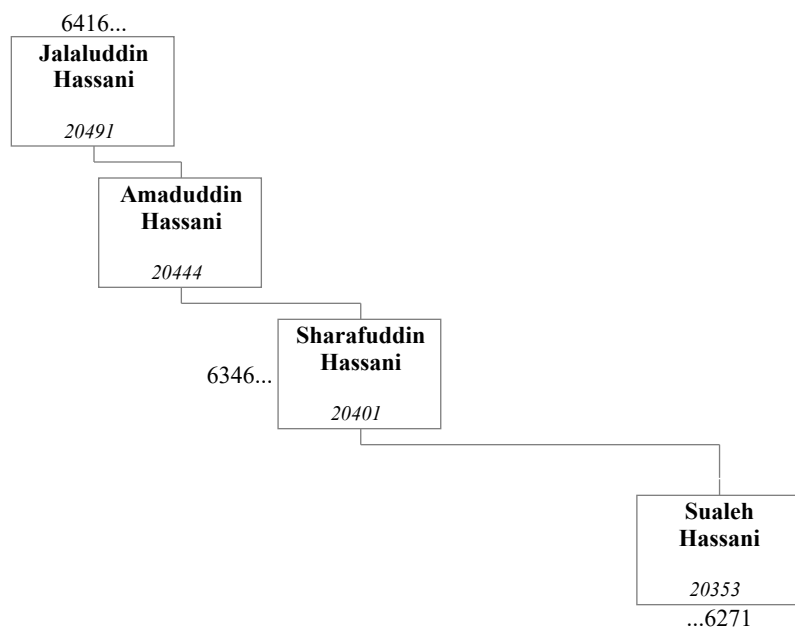 6416...
Jalaluddin
Hassani
20491
Amaduddin
Hassani
20444
Sharafuddin
Hassani
6346...
20401
Sualeh
Hassani
20353
...6271